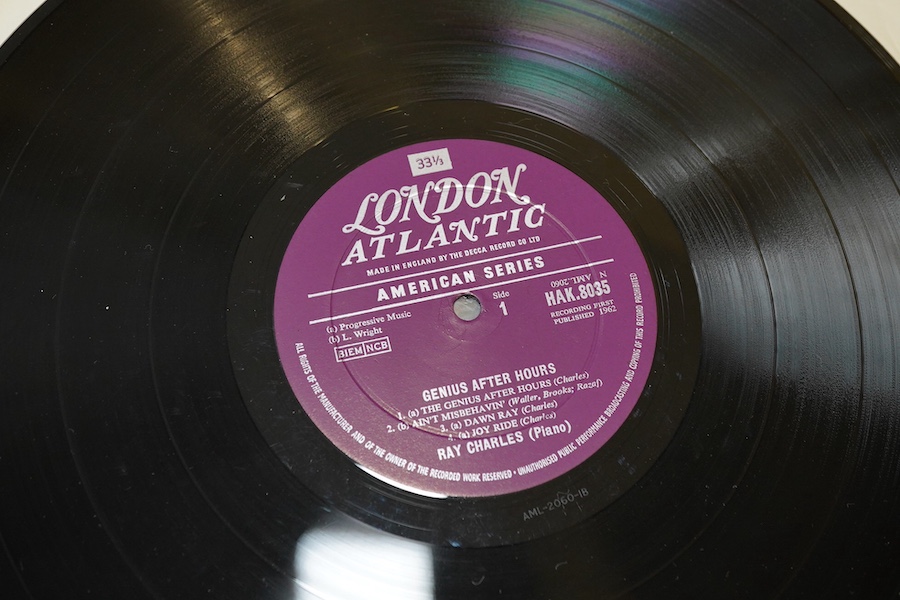 33⅓
LONDON
ATLANTIC
MADE IN ENGLAND BY THE DECCA RECORD CO LTD
AMERICAN SERIES
(a) Progressive Music
(b) L. Wright
BIEM NCB
Side
1
N
AML.2060
HAK.8035
RECORDING FIRST
PUBLISHED 1962
GENIUS AFTER HOURS
1. (a) THE GENIUS AFTER HOURS (Charles)
2. (b) AIN'T MISBEHAVIN' (Waller, Brooks; Razaf)
3. (a) DAWN RAY (Charles)
4. (a) JOY RIDE (Charles)
RAY CHARLES (Piano)
ALL RIGHTS OF THE MANUFACTURER AND OF THE OWNER OF THE RECORDED WORK RESERVED • UNAUTHORISED PUBLIC PERFORMANCE BROADCASTING AND COPYING OF THIS RECORD PROHIBITED
AML-2060-1B